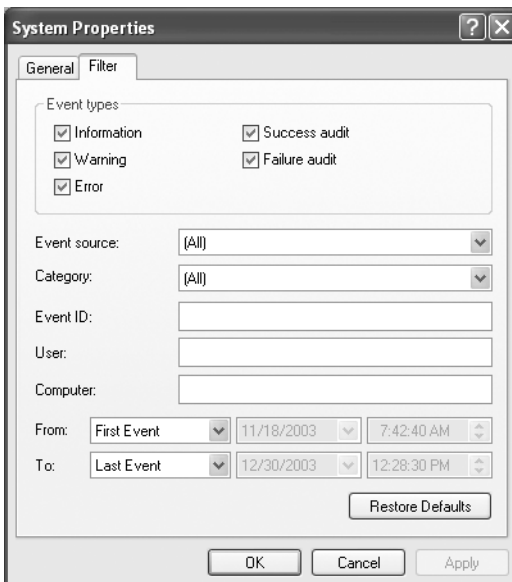 System Properties
General Filter
Event types
Information Success audit
Warning Failure audit
Error
Event source: (All)
Category: (All)
Event ID:
User:
Computer:
From: First Event 11/18/2003 7:42:40 AM
To: Last Event 12/30/2003 12:28:30 PM
Restore Defaults
OK Cancel Apply